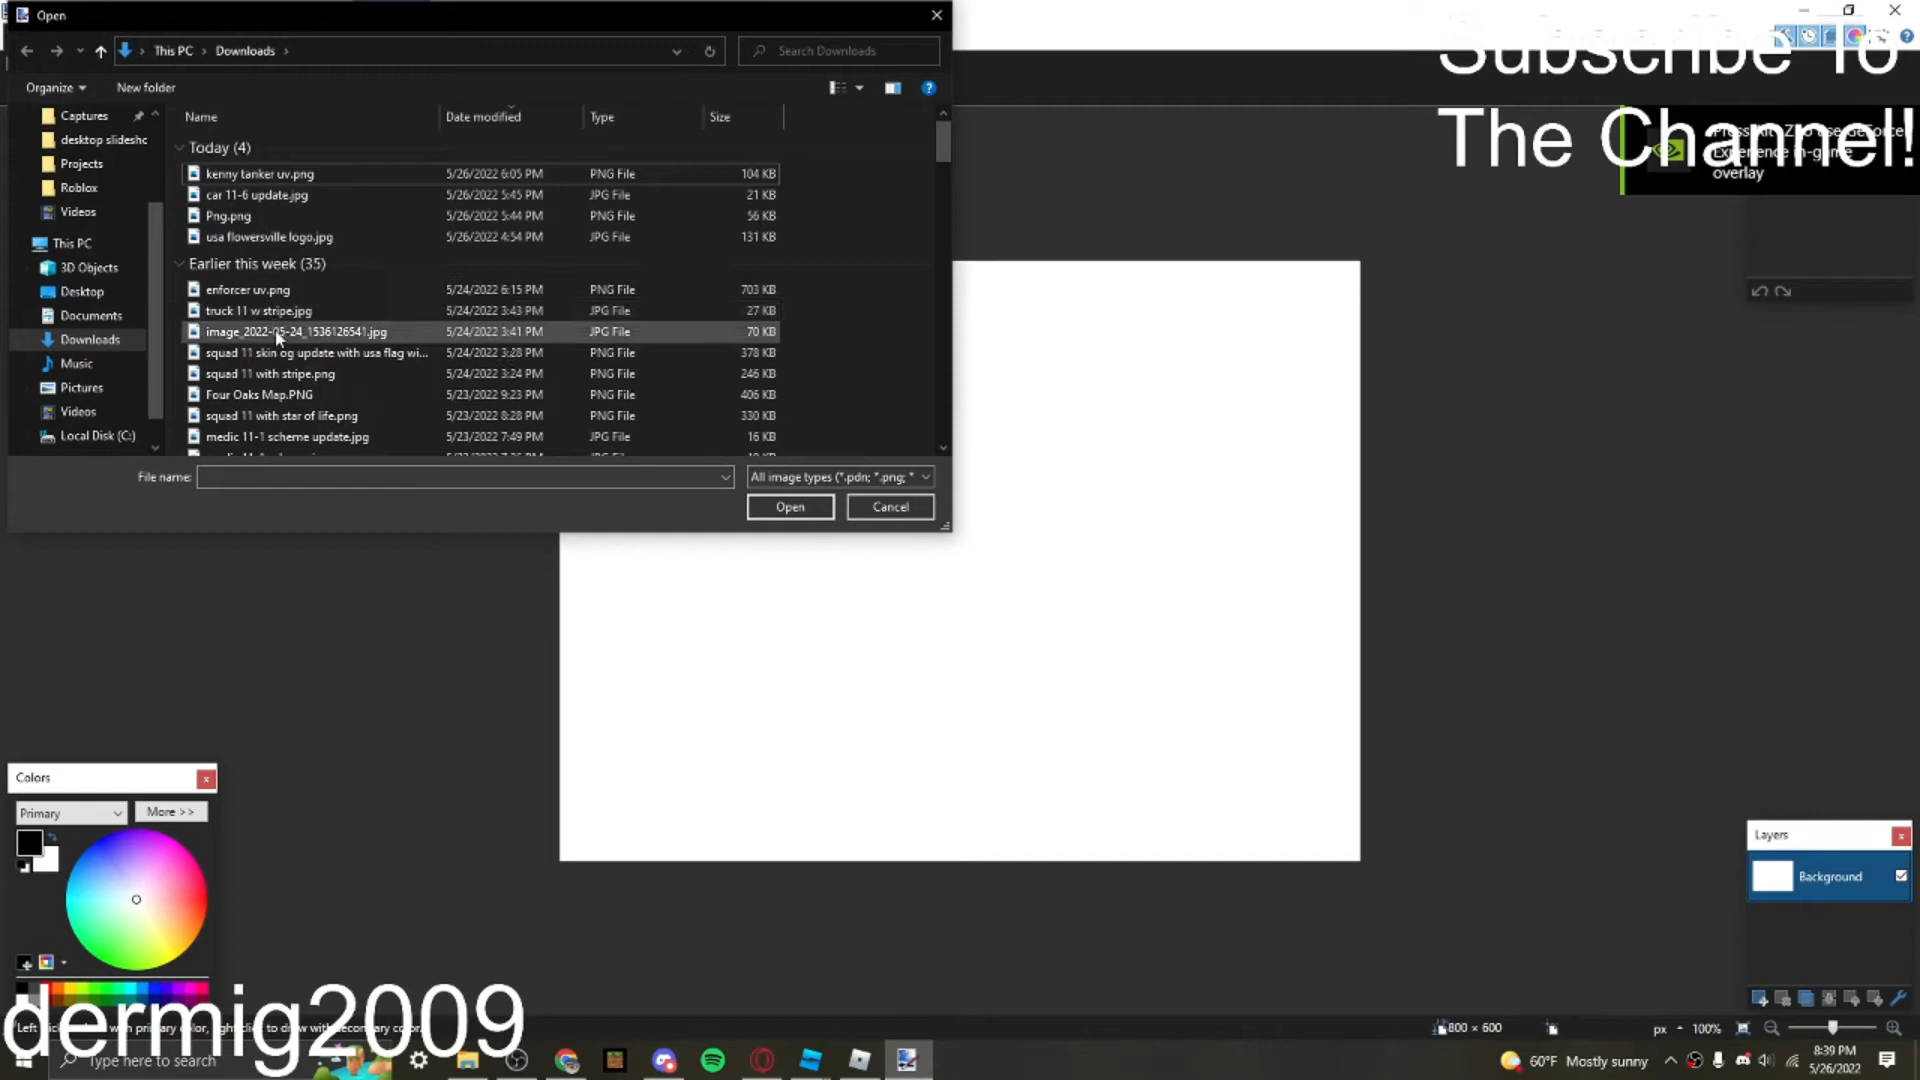 Open
Subscribe To
This PC > Downloads >
Search Downloads
Organize
New folder
The Channel!
overlay
Captures
desktop slideshc
Projects
Roblox
Videos
This PC
3D Objects
Desktop
Documents
Downloads
Music
Pictures
Videos
Local Disk (C:)
Name Date modified Type Size
Today (4)
kenny tanker uv.png 5/26/2022 6:05 PM PNG File 104 KB
car 11-6 update.jpg 5/26/2022 5:45 PM JPG File 21 KB
Png.png 5/26/2022 5:44 PM PNG File 56 KB
usa flowersville logo.jpg 5/26/2022 4:54 PM JPG File 131 KB
Earlier this week (35)
enforcer uv.png 5/24/2022 6:15 PM PNG File 703 KB
truck 11 w stripe.jpg 5/24/2022 3:43 PM JPG File 27 KB
image_2022-05-24_1536126541.jpg 5/24/2022 3:41 PM JPG File 70 KB
squad 11 skin og update with usa flag wi... 5/24/2022 3:28 PM PNG File 378 KB
squad 11 with stripe.png 5/24/2022 3:24 PM PNG File 246 KB
Four Oaks Map.PNG 5/23/2022 9:23 PM PNG File 406 KB
squad 11 with star of life.png 5/23/2022 8:28 PM PNG File 330 KB
medic 11-1 scheme update.jpg 5/23/2022 7:49 PM JPG File 16 KB
File name:
All image types (*.pdn; *.png; *
Open
Cancel
Colors
Primary
More >>
Layers
Background
dermig2009
800 × 600
px
100%
Type here to search
60°F Mostly sunny
8:39 PM
5/26/2022